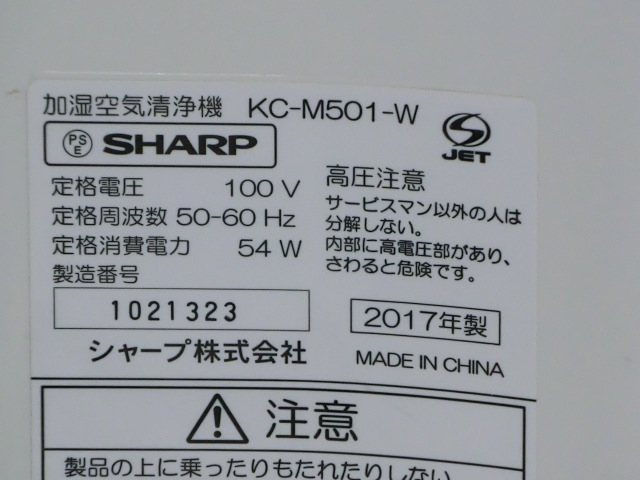 加湿空気清浄機 KC-M501-W
PS E SHARP
JET
定格電圧 100 V
定格周波数 50-60 Hz
定格消費電力 54 W
製造番号
1021323
シャープ株式会社
高圧注意
サービスマン以外の人は
分解しない。
内部に高電圧部があり、
さわると危険です。
2017年製
MADE IN CHINA
注意
製品の上に乗ったりもたれたりしない